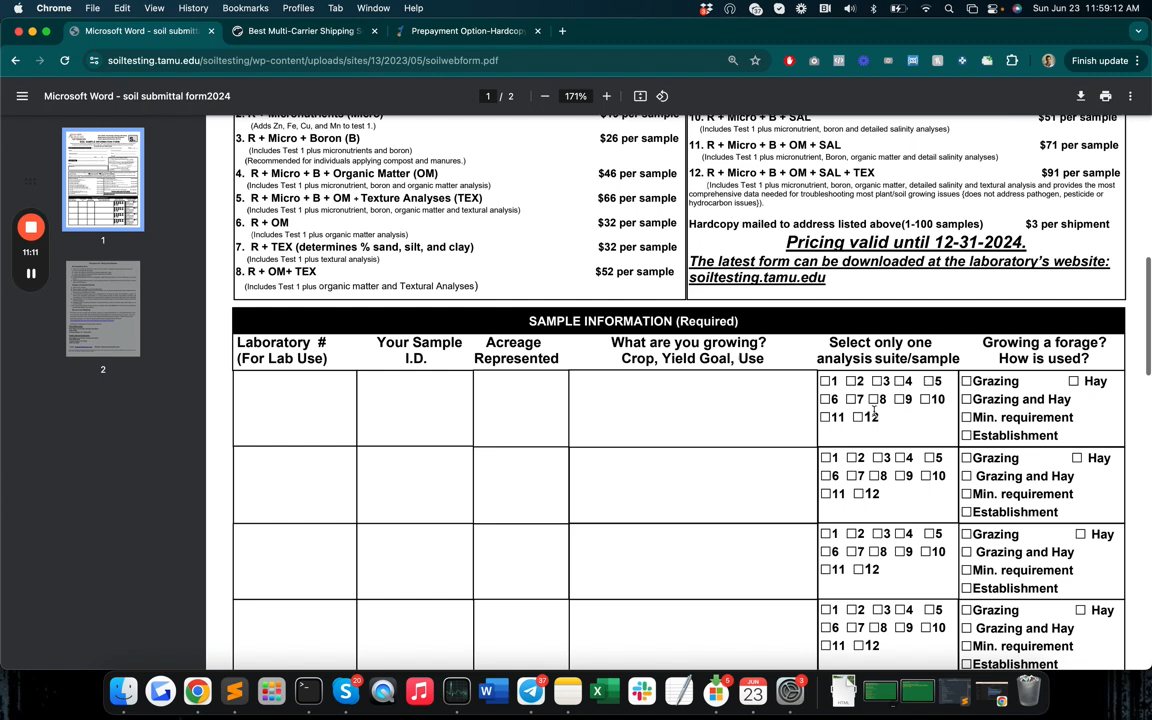 Chrome File Edit View History Bookmarks Profiles Tab Window Help Sun Jun 23 11:59:12
Microsoft Word - soil submitt Best Multi-Carrier Shipping S Prepayment Option-Hardcopy
soiltesting.tamu.edu/soiltesting/wp-content/uploads/sites/13/2023/05/soilwebform.pdf Finish update
Microsoft Word - soil submittal form2024 1 / 2 171%
(Adds Zn, Fe, Cu, and Mn to test 1.)
3. R + Micro + Boron (B) $26 per sample
(Includes Test 1 plus micronutrients and boron)
(Recommended for individuals applying compost and manures.)
4. R + Micro + B + Organic Matter (OM) $46 per sample
(Includes Test 1 plus micronutrient, boron and organic matter analysis)
5. R + Micro + B + OM + Texture Analyses (TEX) $66 per sample
(Includes Test 1 plus micronutrient, boron, organic matter and textural analysis)
6. R + OM $32 per sample
(Includes Test 1 plus organic matter analysis)
7. R + TEX (determines % sand, silt, and clay) $32 per sample
(Includes Test 1 plus textural analysis)
8. R + OM+ TEX $52 per sample
(Includes Test 1 plus organic matter and Textural Analyses)
10. R + Micro + B + SAL $51 per sample
(Includes Test 1 plus micronutrient, boron and detailed salinity analyses)
11. R + Micro + B + OM + SAL $71 per sample
(Includes Test 1 plus micronutrient, Boron, organic matter and detail salinity analysis)
12. R + Micro + B + OM + SAL + TEX $91 per sample
(Includes Test 1 plus micronutrient, boron, organic matter, detailed salinity and textural analysis and provides the most
comprehensive data needed for troubleshooting most plant/soil growing issues {does not address pathogen, pesticide or
hydrocarbon issues}).
Hardcopy mailed to address listed above(1-100 samples) $3 per shipment
Pricing valid until 12-31-2024.
The latest form can be downloaded at the laboratory's website:
soiltesting.tamu.edu
SAMPLE INFORMATION (Required)
Laboratory # Your Sample Acreage What are you growing? Select only one Growing a forage?
(For Lab Use) I.D. Represented Crop, Yield Goal, Use analysis suite/sample How is used?
☐1 ☐2 ☐3 ☐4 ☐5 ☐Grazing ☐ Hay
☐6 ☐7 ☐8 ☐9 ☐10 ☐Grazing and Hay
☐11 ☐12 ☐Min. requirement
☐Establishment
☐1 ☐2 ☐3 ☐4 ☐5 ☐Grazing ☐ Hay
☐6 ☐7 ☐8 ☐9 ☐10 ☐ Grazing and Hay
☐11 ☐12 ☐Min. requirement
☐Establishment
☐1 ☐2 ☐3 ☐4 ☐5 ☐Grazing ☐ Hay
☐6 ☐7 ☐8 ☐9 ☐10 ☐ Grazing and Hay
☐11 ☐12 ☐Min. requirement
☐Establishment
☐1 ☐2 ☐3 ☐4 ☐5 ☐Grazing ☐ Hay
☐6 ☐7 ☐8 ☐9 ☐10 ☐ Grazing and Hay
☐11 ☐12 ☐Min. requirement
☐Establishment
1
2
11:11